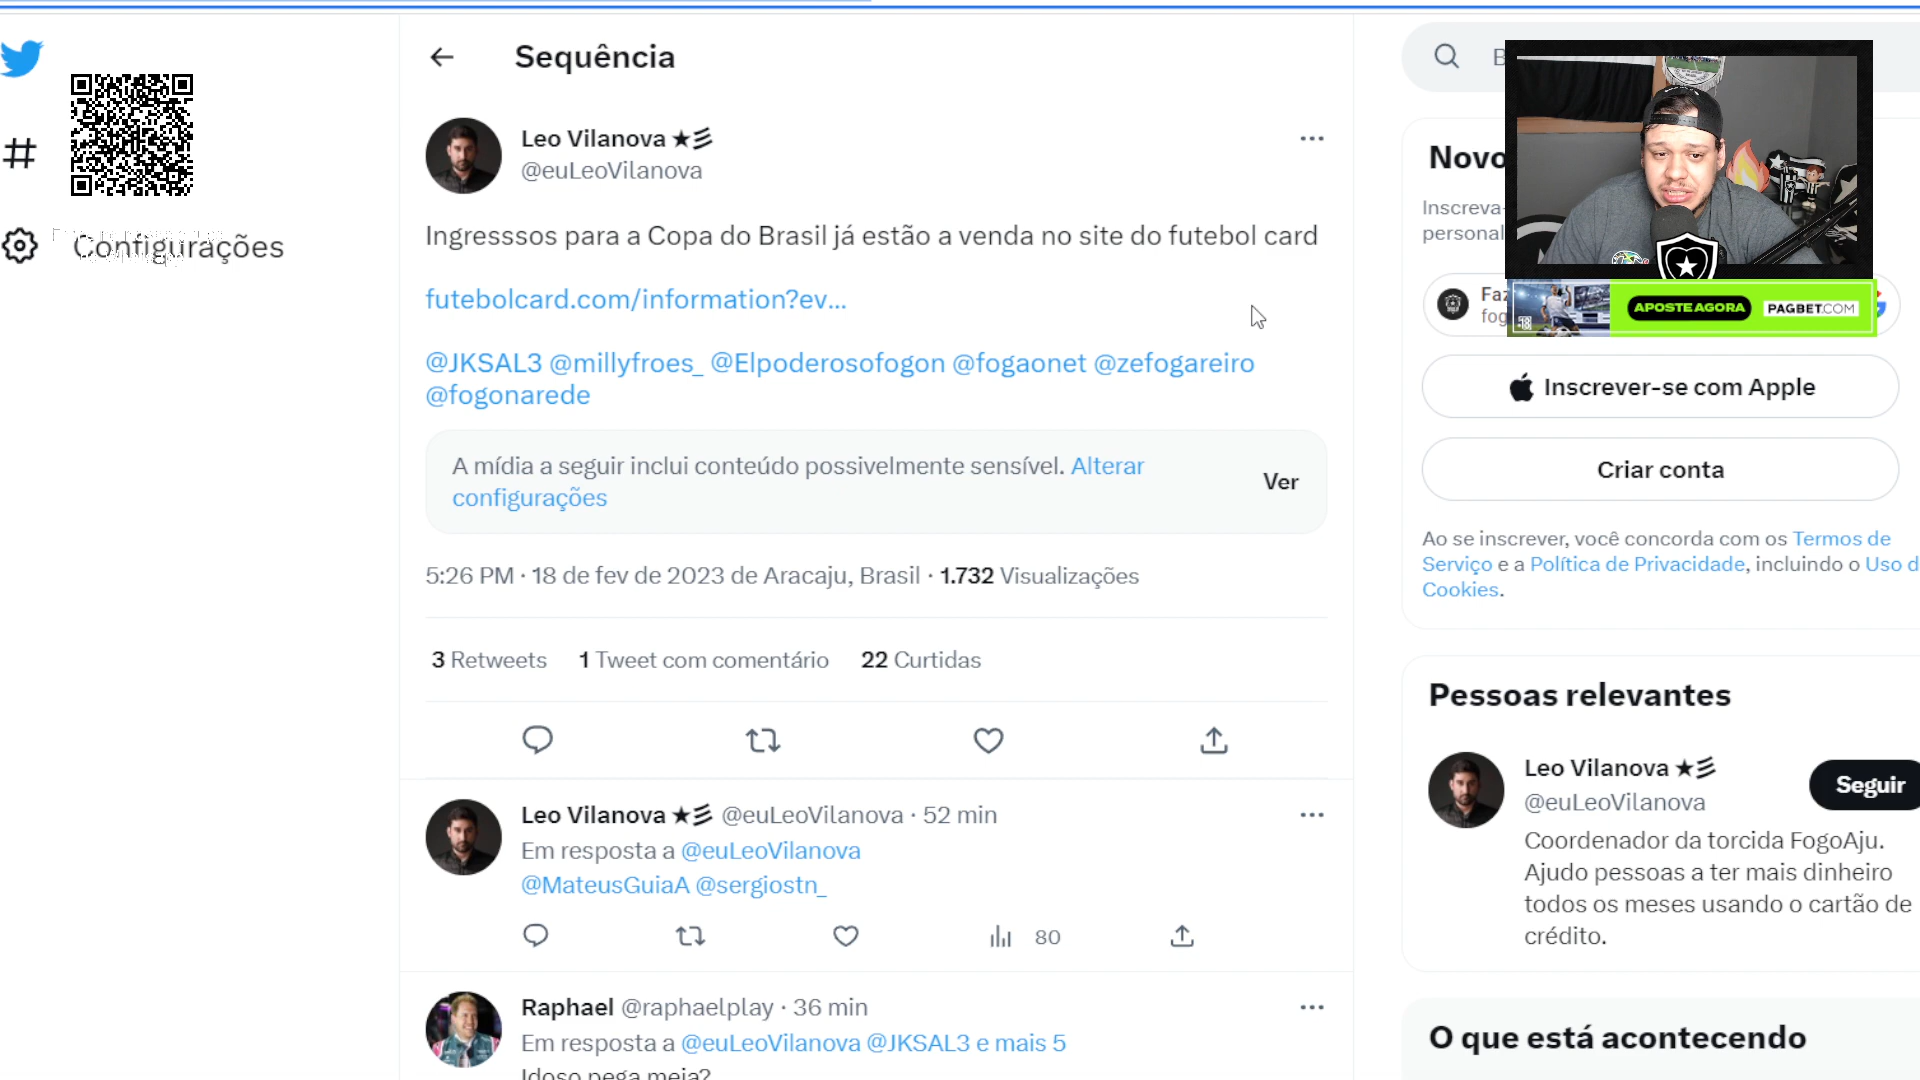 Sequência
Leo Vilanova
@euLeoVilanova
Ingresssos para a Copa do Brasil já estão a venda no site do futebol card
futebolcard.com/information?ev...
@JKSAL3 @millyfroes_ @Elpoderosofogon @fogaonet @zefogareiro
@fogonarede
A mídia a seguir inclui conteúdo possivelmente sensível. Alterar
configurações
Ver
5:26 PM · 18 de fev de 2023 de Aracaju, Brasil · 1.732 Visualizações
3 Retweets 1 Tweet com comentário 22 Curtidas
Leo Vilanova @euLeoVilanova · 52 min
Em resposta a @euLeoVilanova
@MateusGuiaA @sergiostn_
80
Raphael @raphaelplay · 36 min
Em resposta a @euLeoVilanova @JKSAL3 e mais 5
Idoso pega meia?
#
Configurações
B
Novo
Inscreva-
personal
Faz
fog
APOSTE AGORA PAGBET.COM
Inscrever-se com Apple
Criar conta
Ao se inscrever, você concorda com os Termos de
Serviço e a Política de Privacidade, incluindo o Uso d
Cookies.
Pessoas relevantes
Leo Vilanova
@euLeoVilanova
Seguir
Coordenador da torcida FogoAju.
Ajudo pessoas a ter mais dinheiro
todos os meses usando o cartão de
crédito.
O que está acontecendo